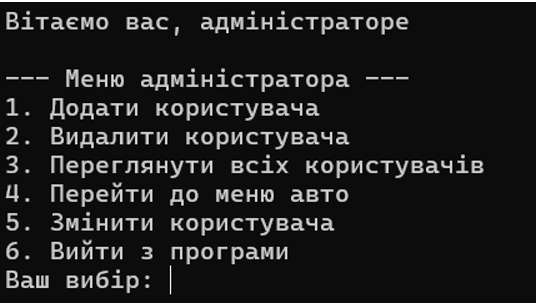 Вітаємо вас, адміністраторе
--- Меню адміністратора ---
1. Додати користувача
2. Видалити користувача
3. Переглянути всіх користувачів
4. Перейти до меню авто
5. Змінити користувача
6. Вийти з програми
Ваш вибір: